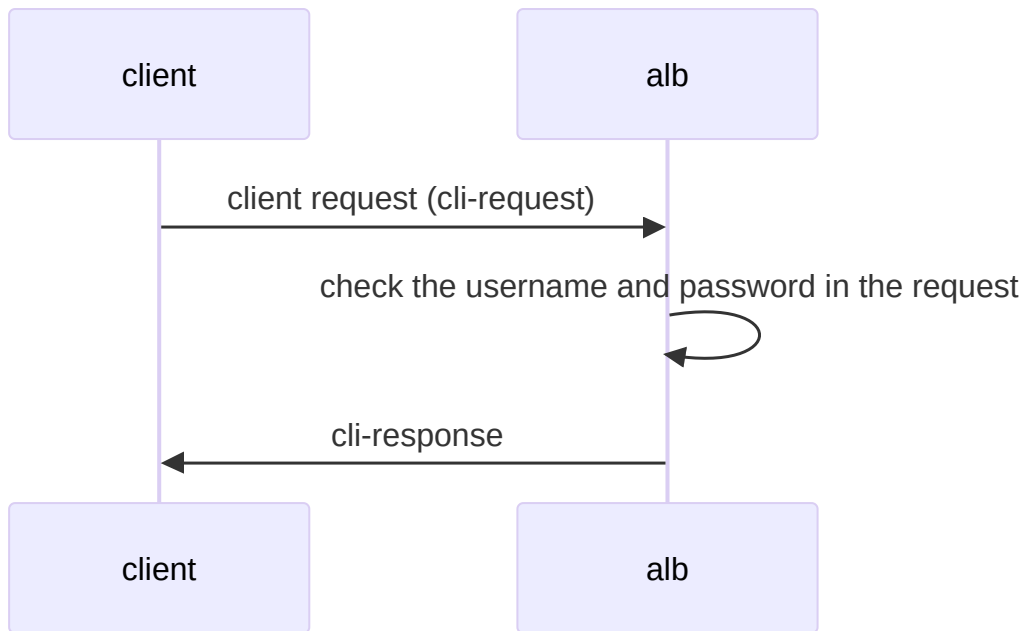 client
alb
client request (cli-request)
check the username and password in the request
cli-response
client
alb